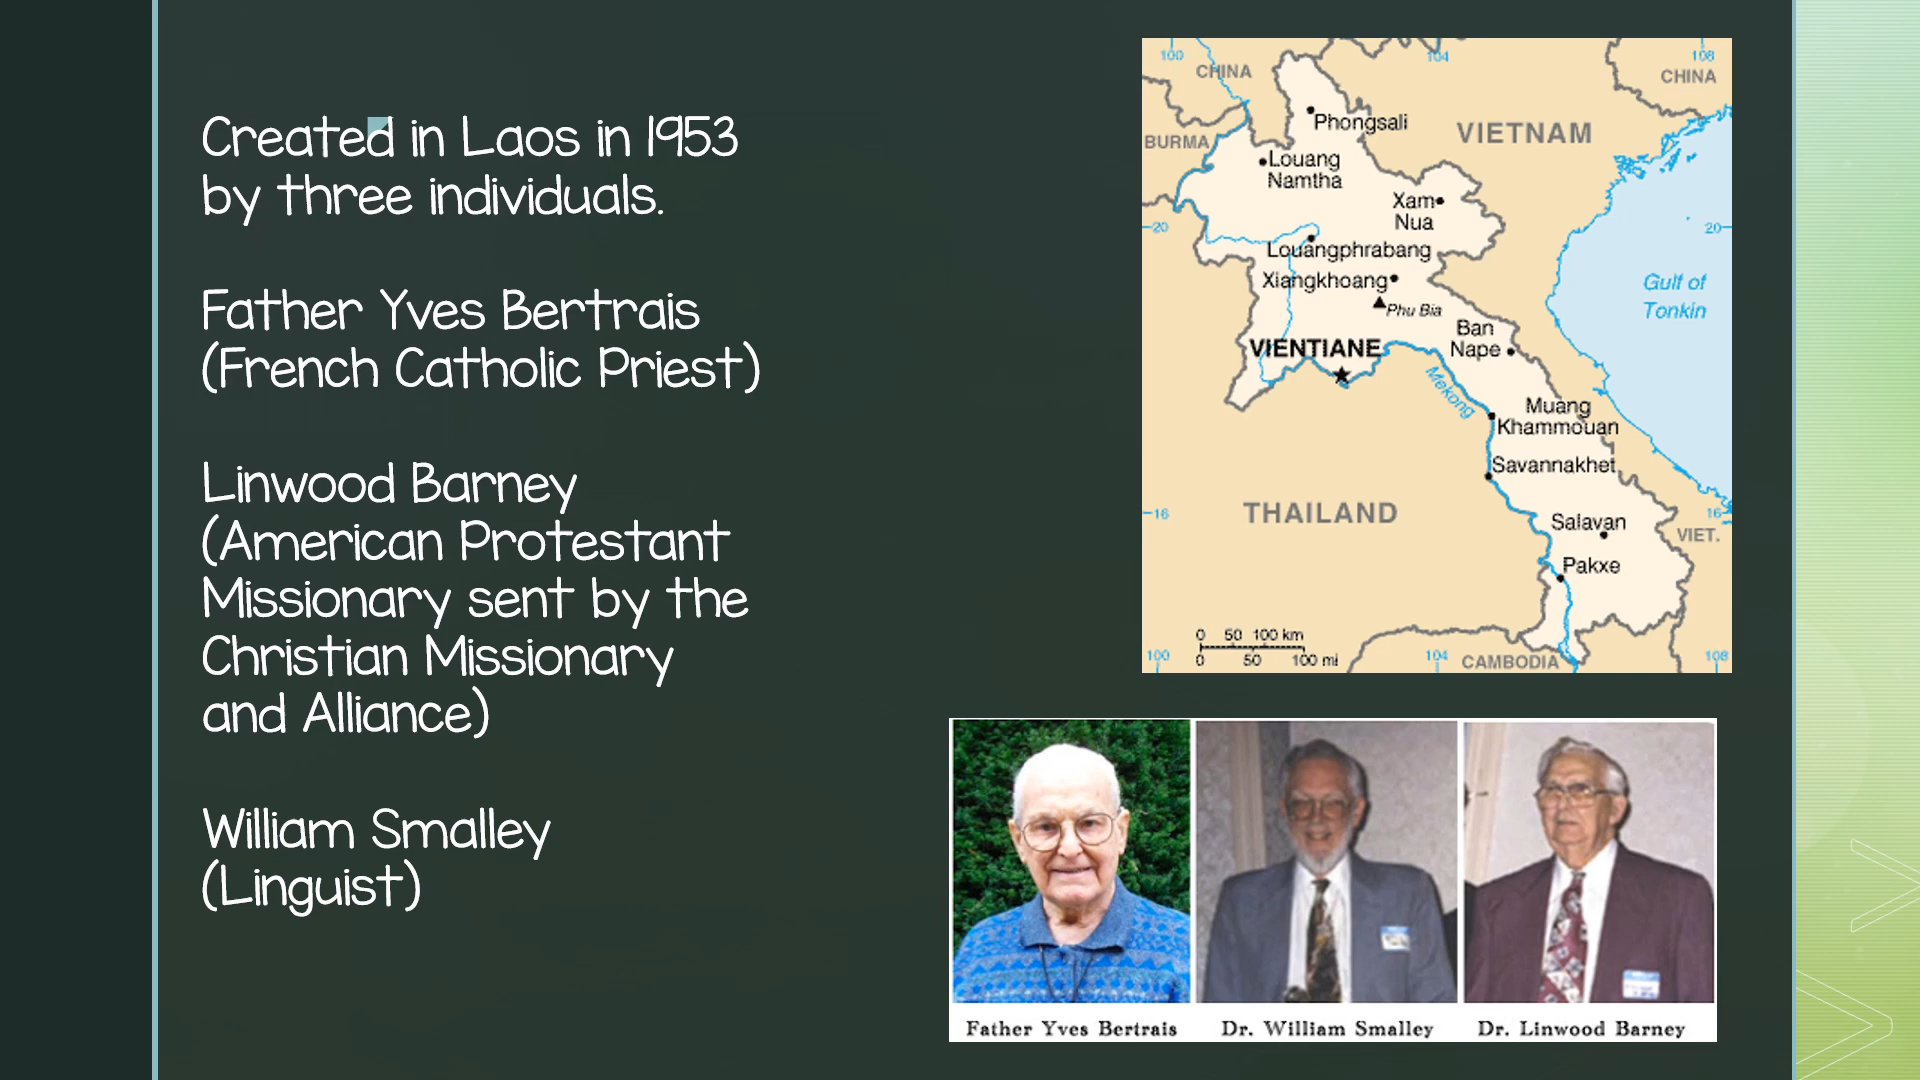 Created in Laos in 1953
by three individuals.
Father Yves Bertrais
(French Catholic Priest)
Linwood Barney
(American Protestant
Missionary sent by the
Christian Missionary
and Alliance)
William Smalley
(Linguist)
100
104
108
CHINA
CHINA
Phongsali
VIETNAM
BURMA
Louang
Namtha
Xam
Nua
20
20
Louangphrabang
Xiangkhoang
Phu Bia
Gulf of
Tonkin
Ban
Nape
VIENTIANE
Mekong
Muang
Khammouan
Savannakhet
THAILAND
16
16
Salavan
VIET.
Pakxe
0 50 100 km
0 50 100 mi
100
104
CAMBODIA
108
Father Yves Bertrais
Dr. William Smalley
Dr. Linwood Barney